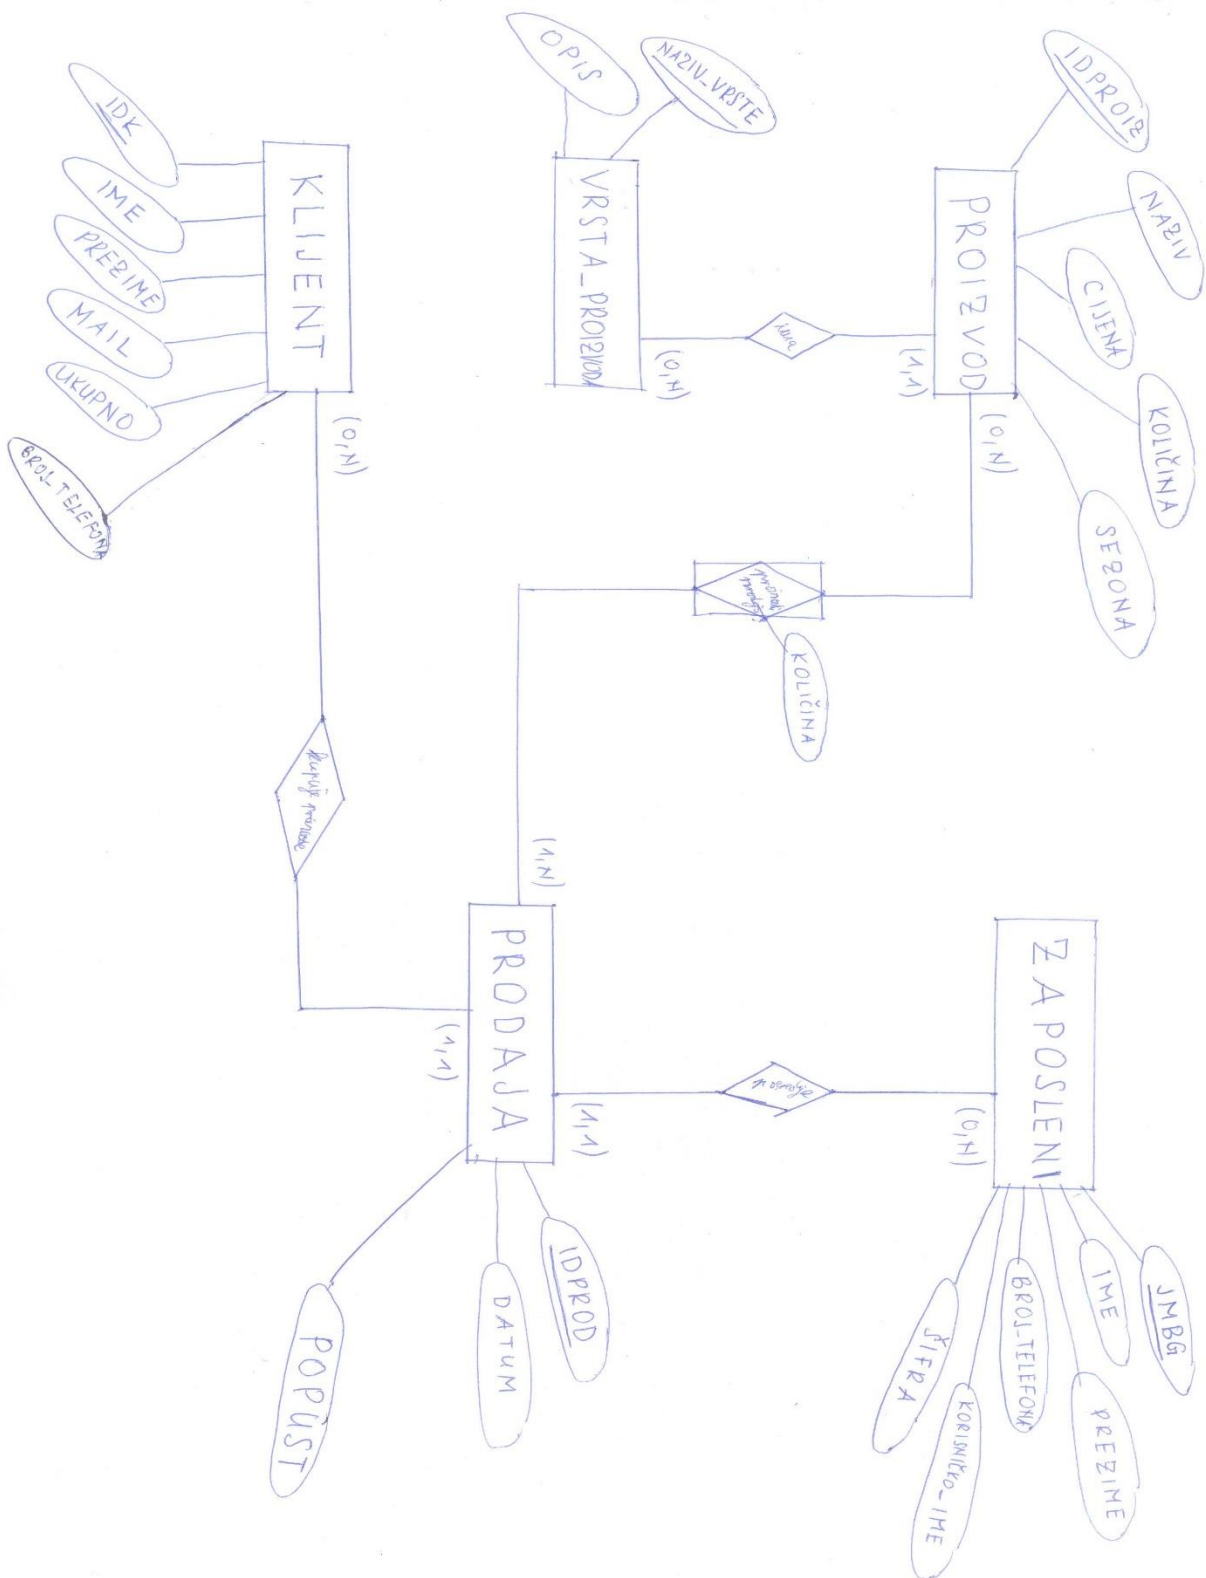 JMBG
IME
PREZIME
BROJ_TELEFONA
KORISNIČKO_IME
ŠIFRA
ZAPOSLENI
(0,N)
(1,1)
IDPROD
DATUM
POPUST
PRODAJA
(1,N)
(1,1)
IDPROIZ
NAZIV
CIJENA
KOLIČINA
SEZONA
PROIZVOD
(1,1)
(0,N)
KOLIČINA
ima
NAZIV_VRSTE
OPIS
VRSTA_PROIZVODA
(0,N)
kupuje
KLIJENT
(0,N)
IDK
IME
PREZIME
MAIL
UKUPNO
BROJ_TELEFONA